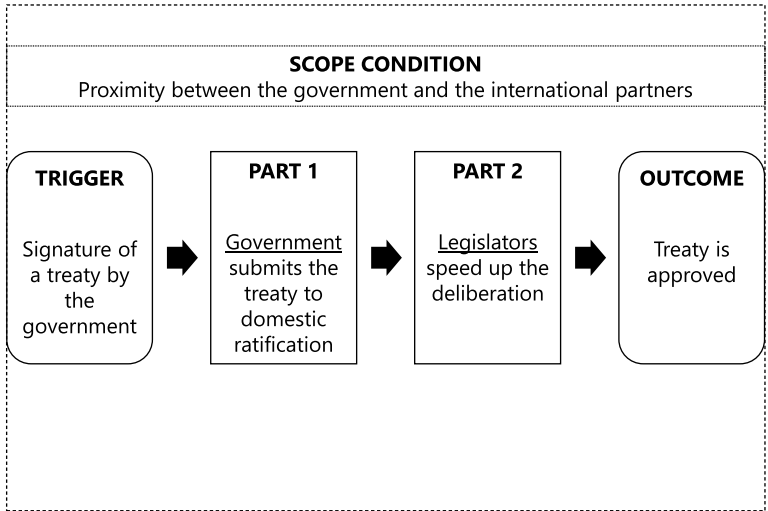 SCOPE CONDITION
Proximity between the government and the international partners
TRIGGER
Signature of
a treaty by
the
government
PART 1
Government
submits the
treaty to
domestic
ratification
PART 2
Legislators
speed up the
deliberation
OUTCOME
Treaty is
approved